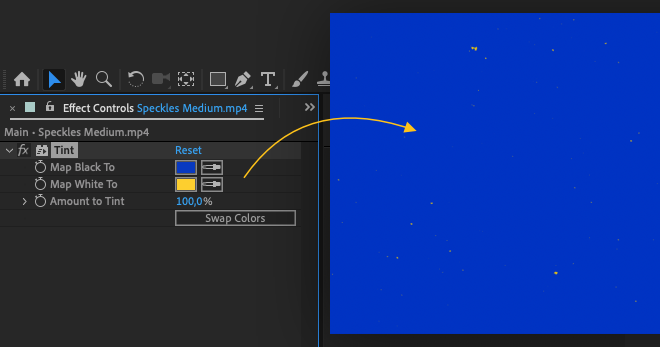 Effect Controls Speckles Medium.mp4
Main • Speckles Medium.mp4
fx Tint Reset
Map Black To
Map White To
Amount to Tint 100,0%
Swap Colors